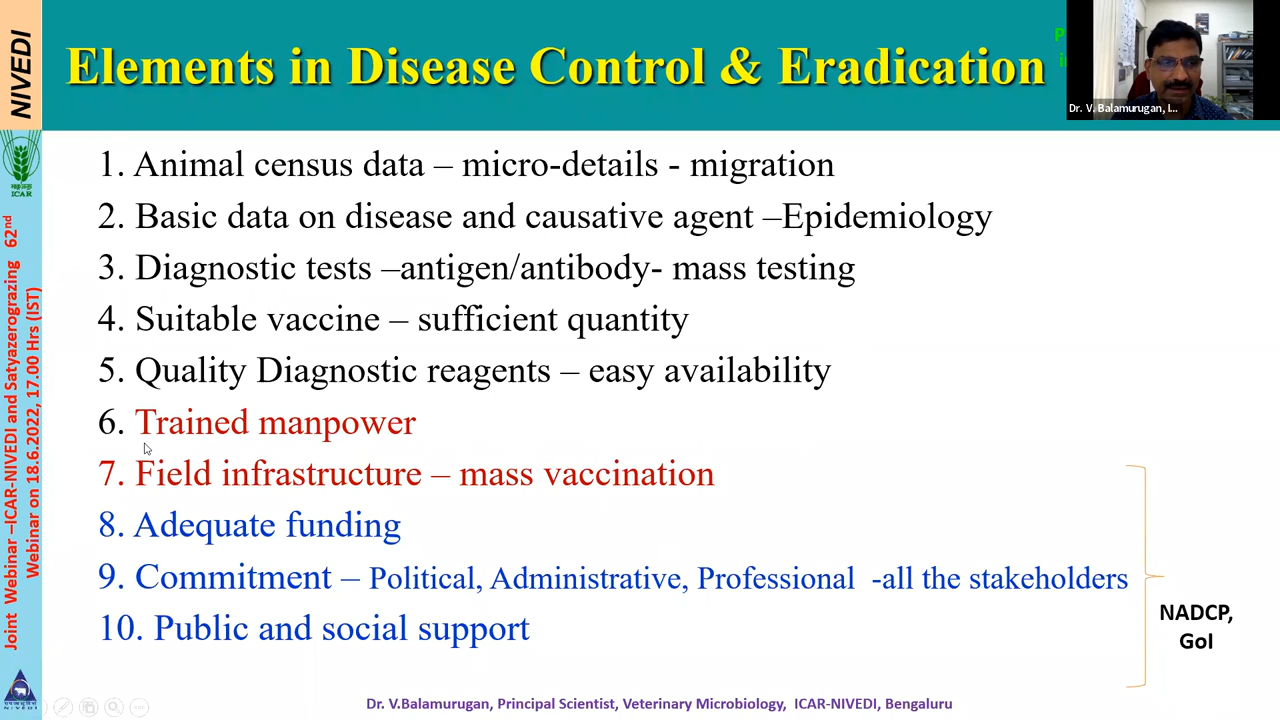 NIVEDI
Elements in Disease Control & Eradication
Dr. V. Balamurugan, I...
ICAR
1. Animal census data – micro-details - migration
2. Basic data on disease and causative agent –Epidemiology
3. Diagnostic tests –antigen/antibody- mass testing
4. Suitable vaccine – sufficient quantity
5. Quality Diagnostic reagents – easy availability
6. Trained manpower
7. Field infrastructure – mass vaccination
8. Adequate funding
9. Commitment – Political, Administrative, Professional -all the stakeholders
10. Public and social support
NADCP,
GoI
Joint Webinar –ICAR-NIVEDI and Satyazerograzing 62nd
Webinar on 18.6.2022, 17.00 Hrs (IST)
NIVEDI
Dr. V.Balamurugan, Principal Scientist, Veterinary Microbiology, ICAR-NIVEDI, Bengaluru